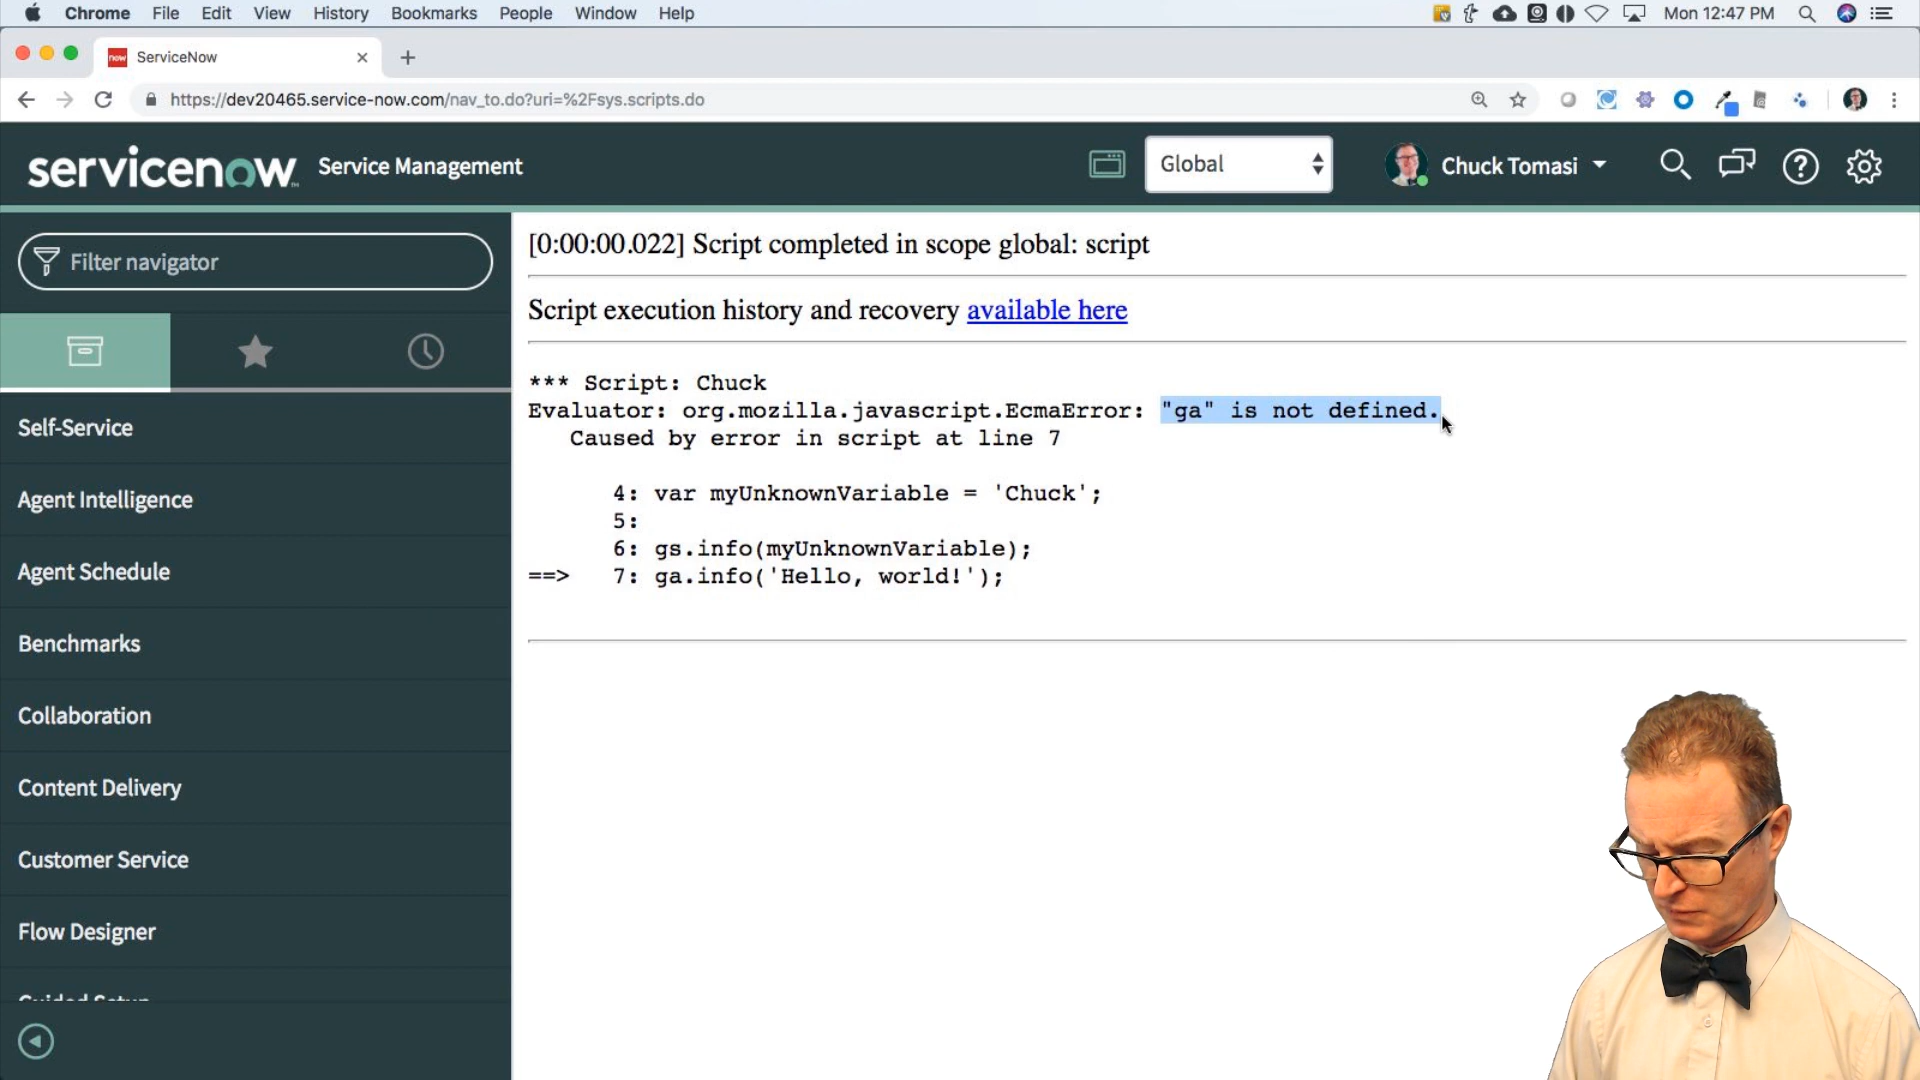 Chrome File Edit View History Bookmarks People Window Help Mon 12:47 PM
ServiceNow
https://dev20465.service-now.com/nav_to.do?uri=%2Fsys.scripts.do
servicenow Service Management Global Chuck Tomasi
Filter navigator
Self-Service
Agent Intelligence
Agent Schedule
Benchmarks
Collaboration
Content Delivery
Customer Service
Flow Designer
[0:00:00.022] Script completed in scope global: script
Script execution history and recovery available here
*** Script: Chuck
Evaluator: org.mozilla.javascript.EcmaError: "ga" is not defined.
Caused by error in script at line 7
4: var myUnknownVariable = 'Chuck';
5:
6: gs.info(myUnknownVariable);
==> 7: ga.info('Hello, world!');